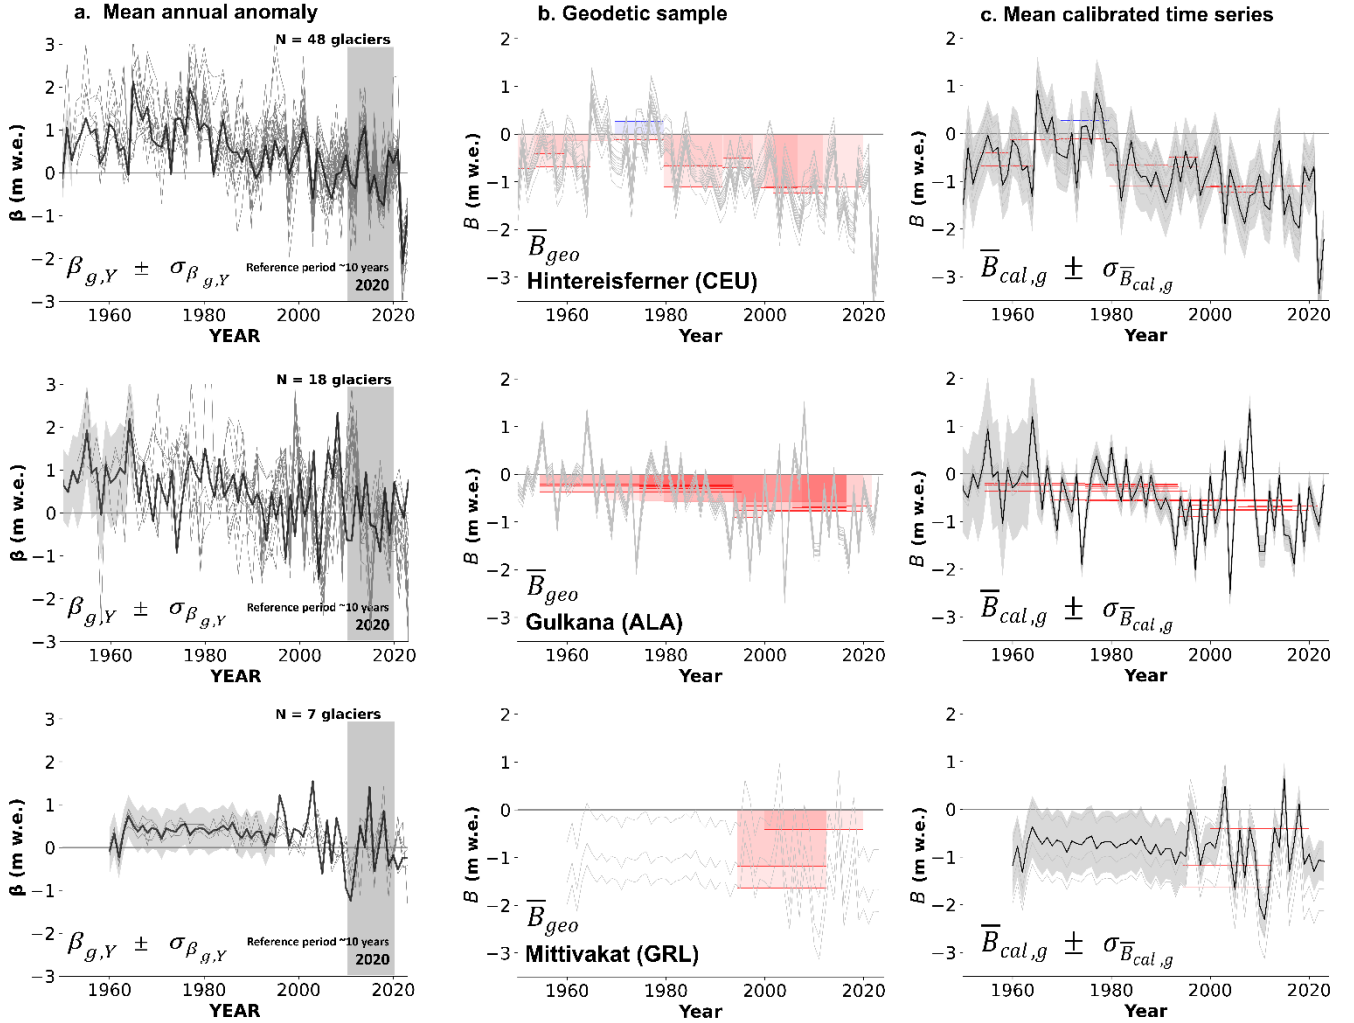 a. Mean annual anomaly
b. Geodetic sample
c. Mean calibrated time series
N = 48 glaciers
3
2
1
0
−1
−2
−3
β (m w.e.)
β g,Y ± σ β g,Y
Reference period ~10 years
2020
1960
1980
2000
2020
YEAR
2
1
0
−1
−2
−3
B (m w.e.)
B̅ geo
Hintereisferner (CEU)
1960
1980
2000
2020
Year
2
1
0
−1
−2
−3
B (m w.e.)
B̅ cal,g ± σ B̅ cal,g
1960
1980
2000
2020
Year
N = 18 glaciers
3
2
1
0
−1
−2
−3
β (m w.e.)
β g,Y ± σ β g,Y
Reference period ~10 years
2020
1960
1980
2000
2020
YEAR
2
1
0
−1
−2
−3
B (m w.e.)
B̅ geo
Gulkana (ALA)
1960
1980
2000
2020
Year
2
1
0
−1
−2
−3
B (m w.e.)
B̅ cal,g ± σ B̅ cal,g
1960
1980
2000
2020
Year
N = 7 glaciers
3
2
1
0
−1
−2
−3
β (m w.e.)
β g,Y ± σ β g,Y
Reference period ~10 years
2020
1960
1980
2000
2020
YEAR
2
1
0
−1
−2
−3
B (m w.e.)
B̅ geo
Mittivakat (GRL)
1960
1980
2000
2020
Year
2
1
0
−1
−2
−3
B (m w.e.)
B̅ cal,g ± σ B̅ cal,g
1960
1980
2000
2020
Year